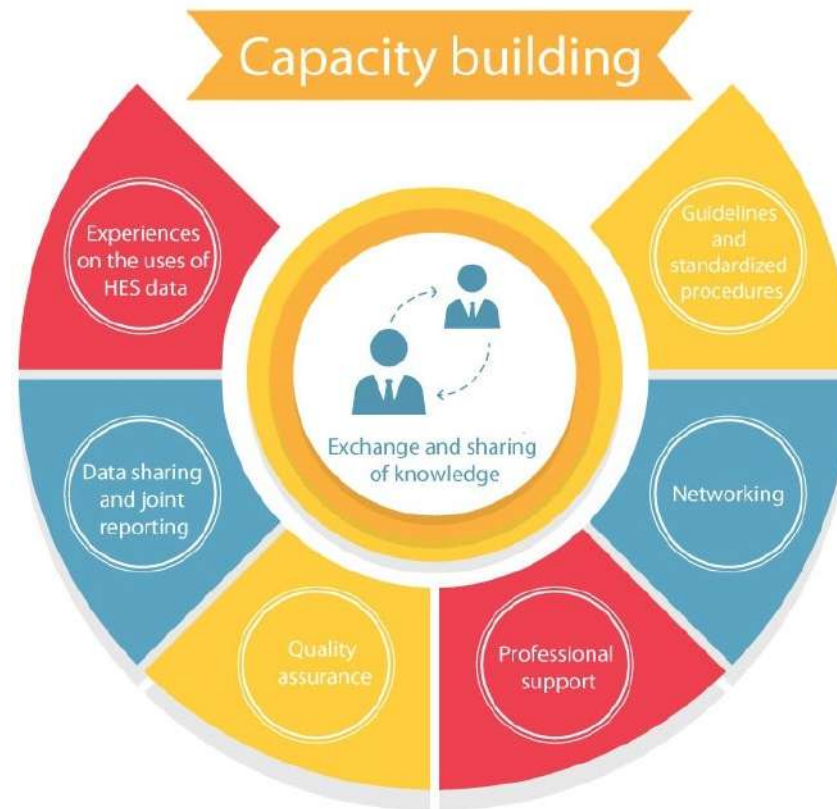 Capacity building
Experiences
on the uses of
HES data
Guidelines
and
standardized
procedures
Exchange and sharing
of knowledge
Data sharing
and joint
reporting
Networking
Quality
assurance
Professional
support